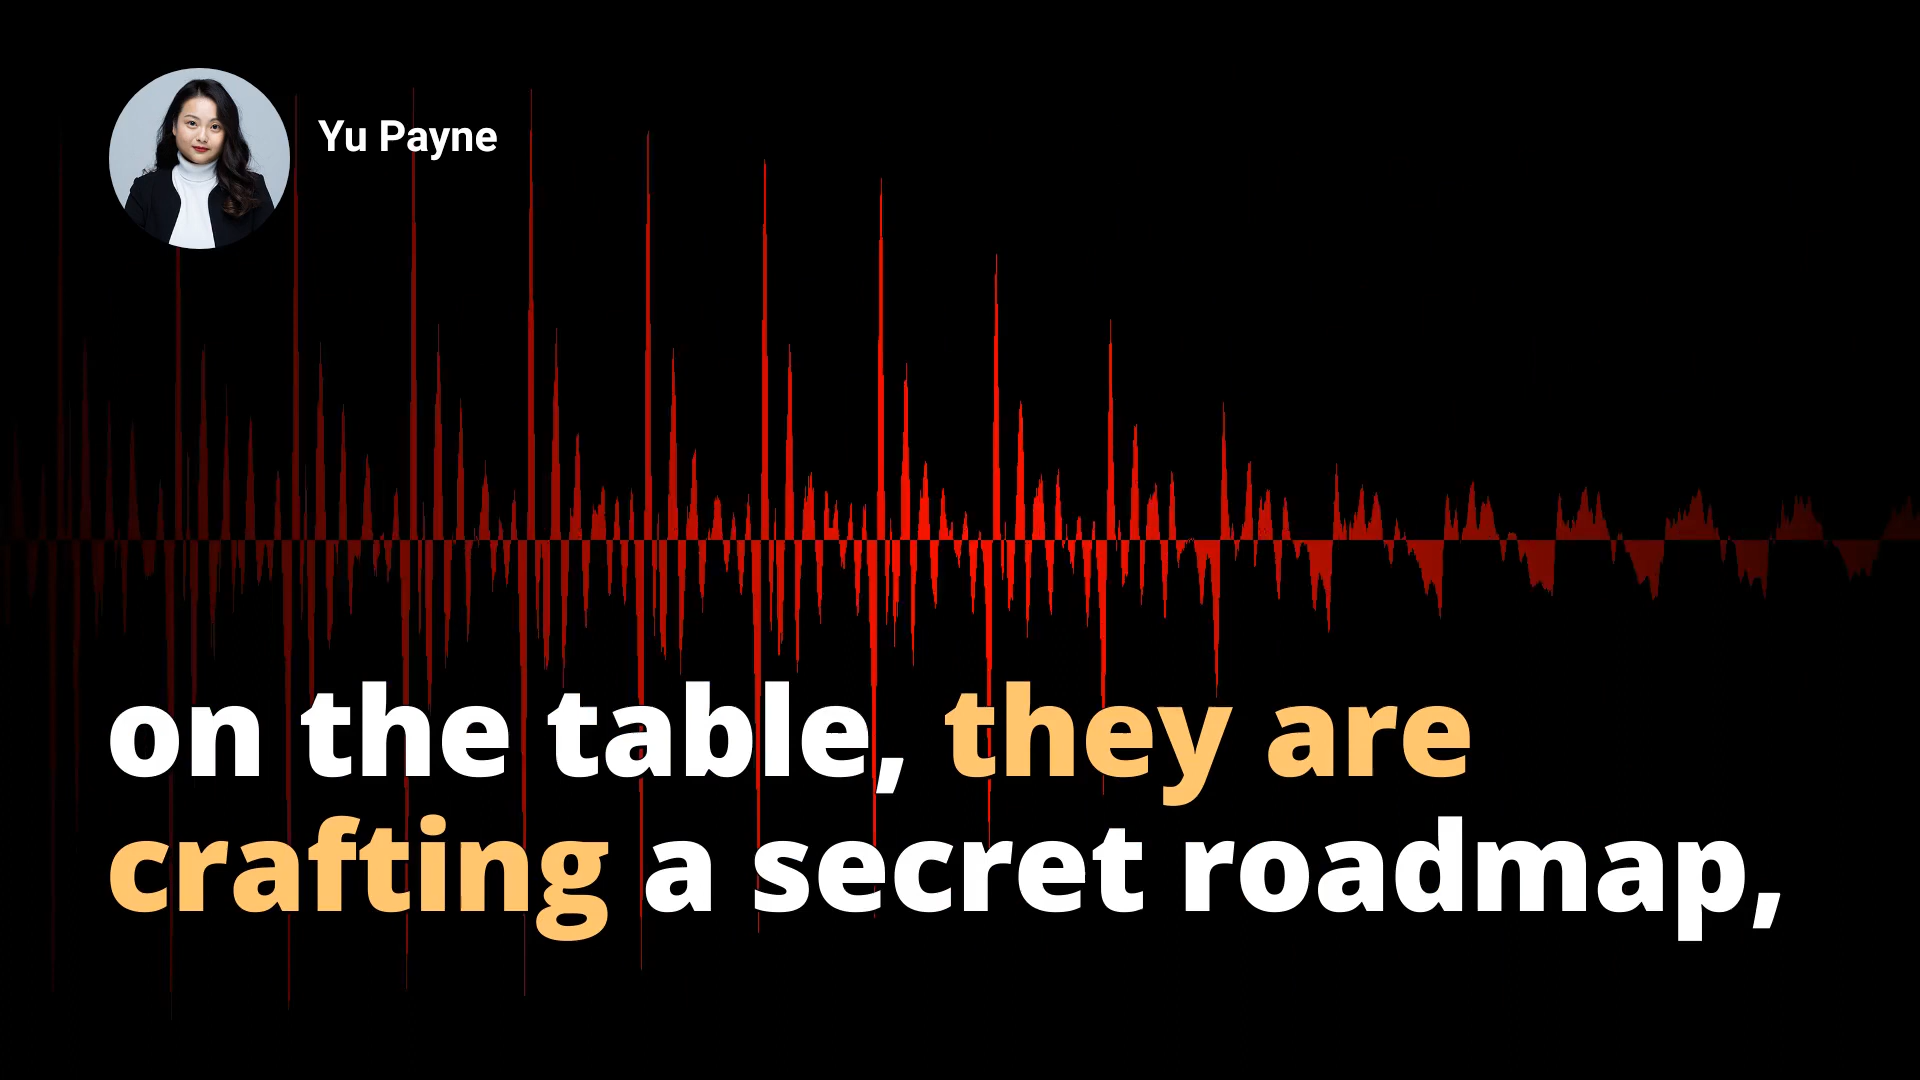 Yu Payne
on the table, they are
crafting a secret roadmap,